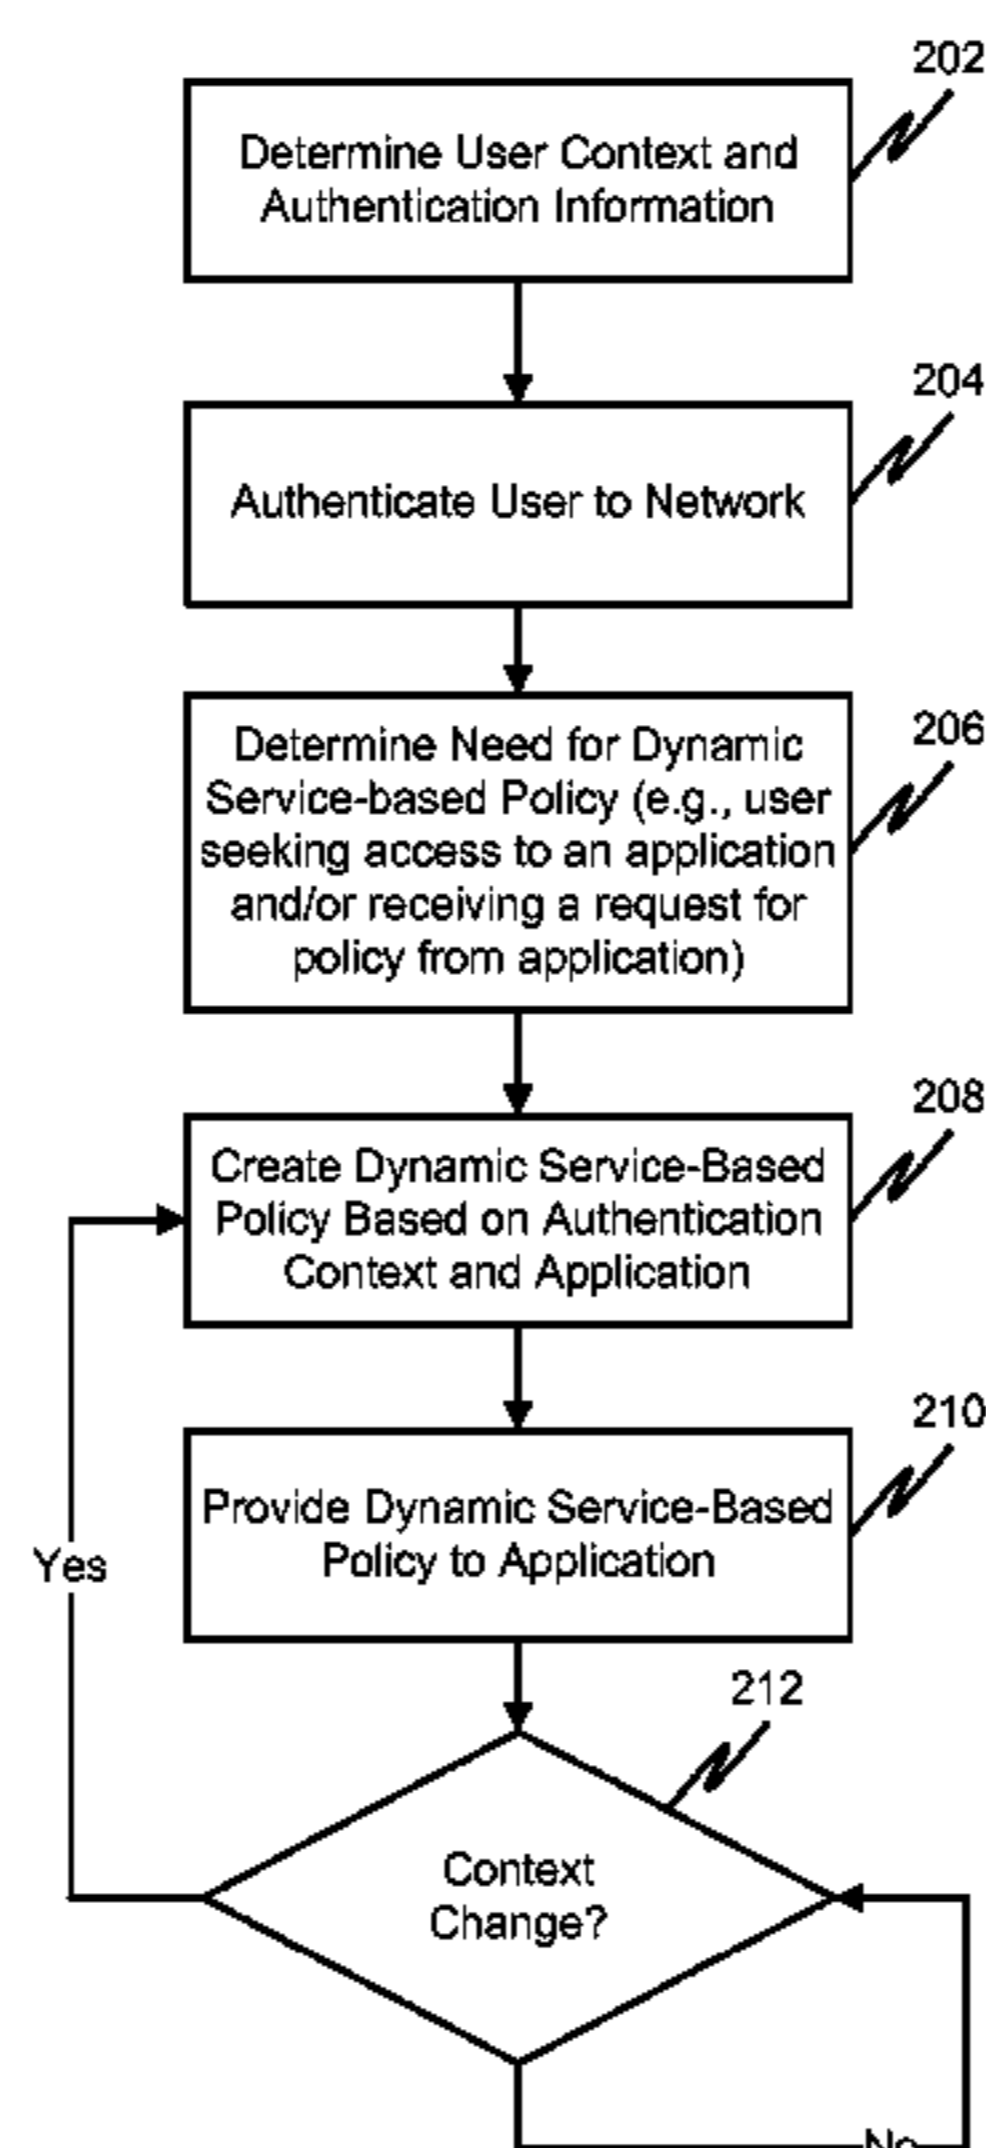 202
Determine User Context and
Authentication Information
204
Authenticate User to Network
206
Determine Need for Dynamic
Service-based Policy (e.g., user
seeking access to an application
and/or receiving a request for
policy from application)
208
Create Dynamic Service-Based
Policy Based on Authentication
Context and Application
210
Provide Dynamic Service-Based
Policy to Application
Yes
212
Context
Change?
No